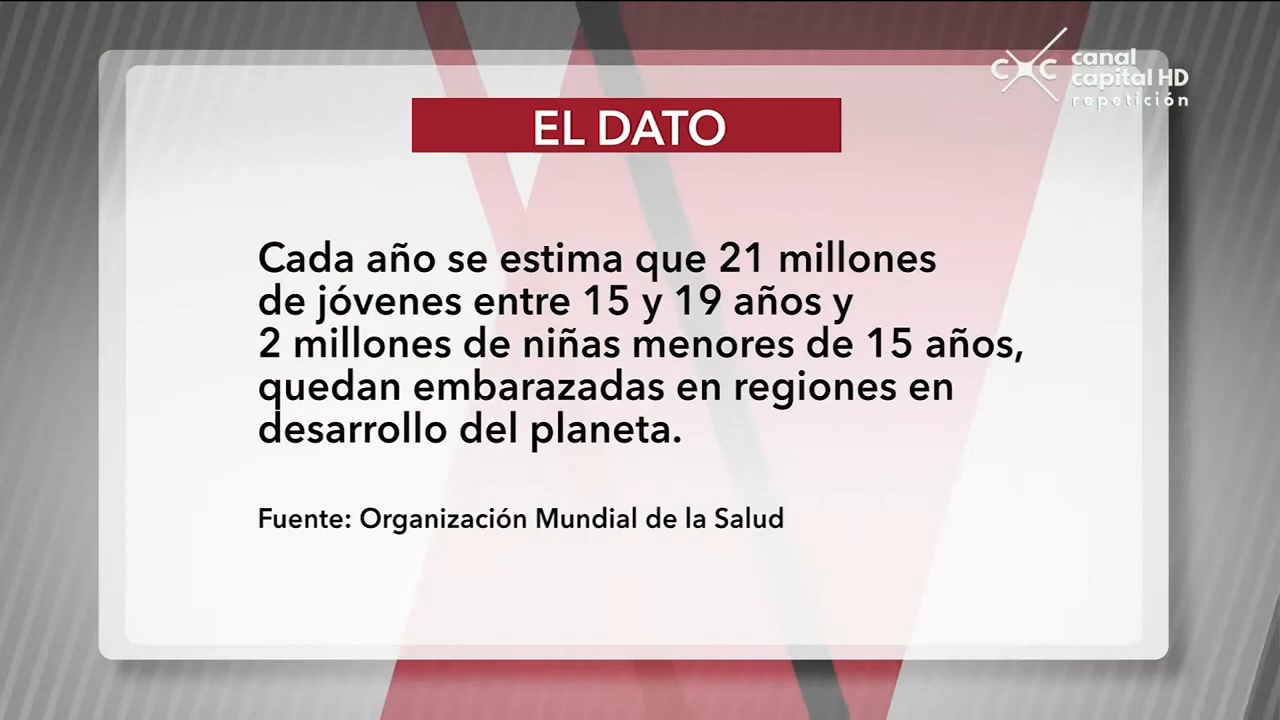 canal
capital HD
repetición
EL DATO
Cada año se estima que 21 millones
de jóvenes entre 15 y 19 años y
2 millones de niñas menores de 15 años,
quedan embarazadas en regiones en
desarrollo del planeta.
Fuente: Organización Mundial de la Salud